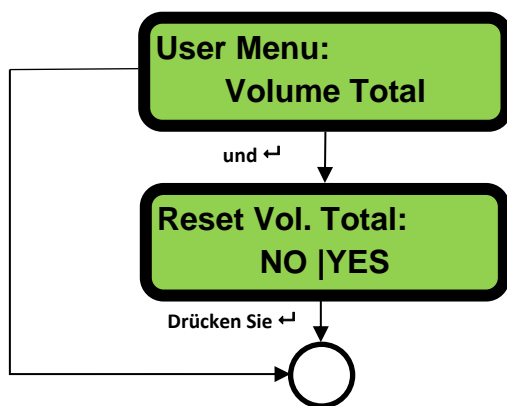 User Menu:
Volume Total
und ↵
Reset Vol. Total:
NO |YES
Drücken Sie ↵